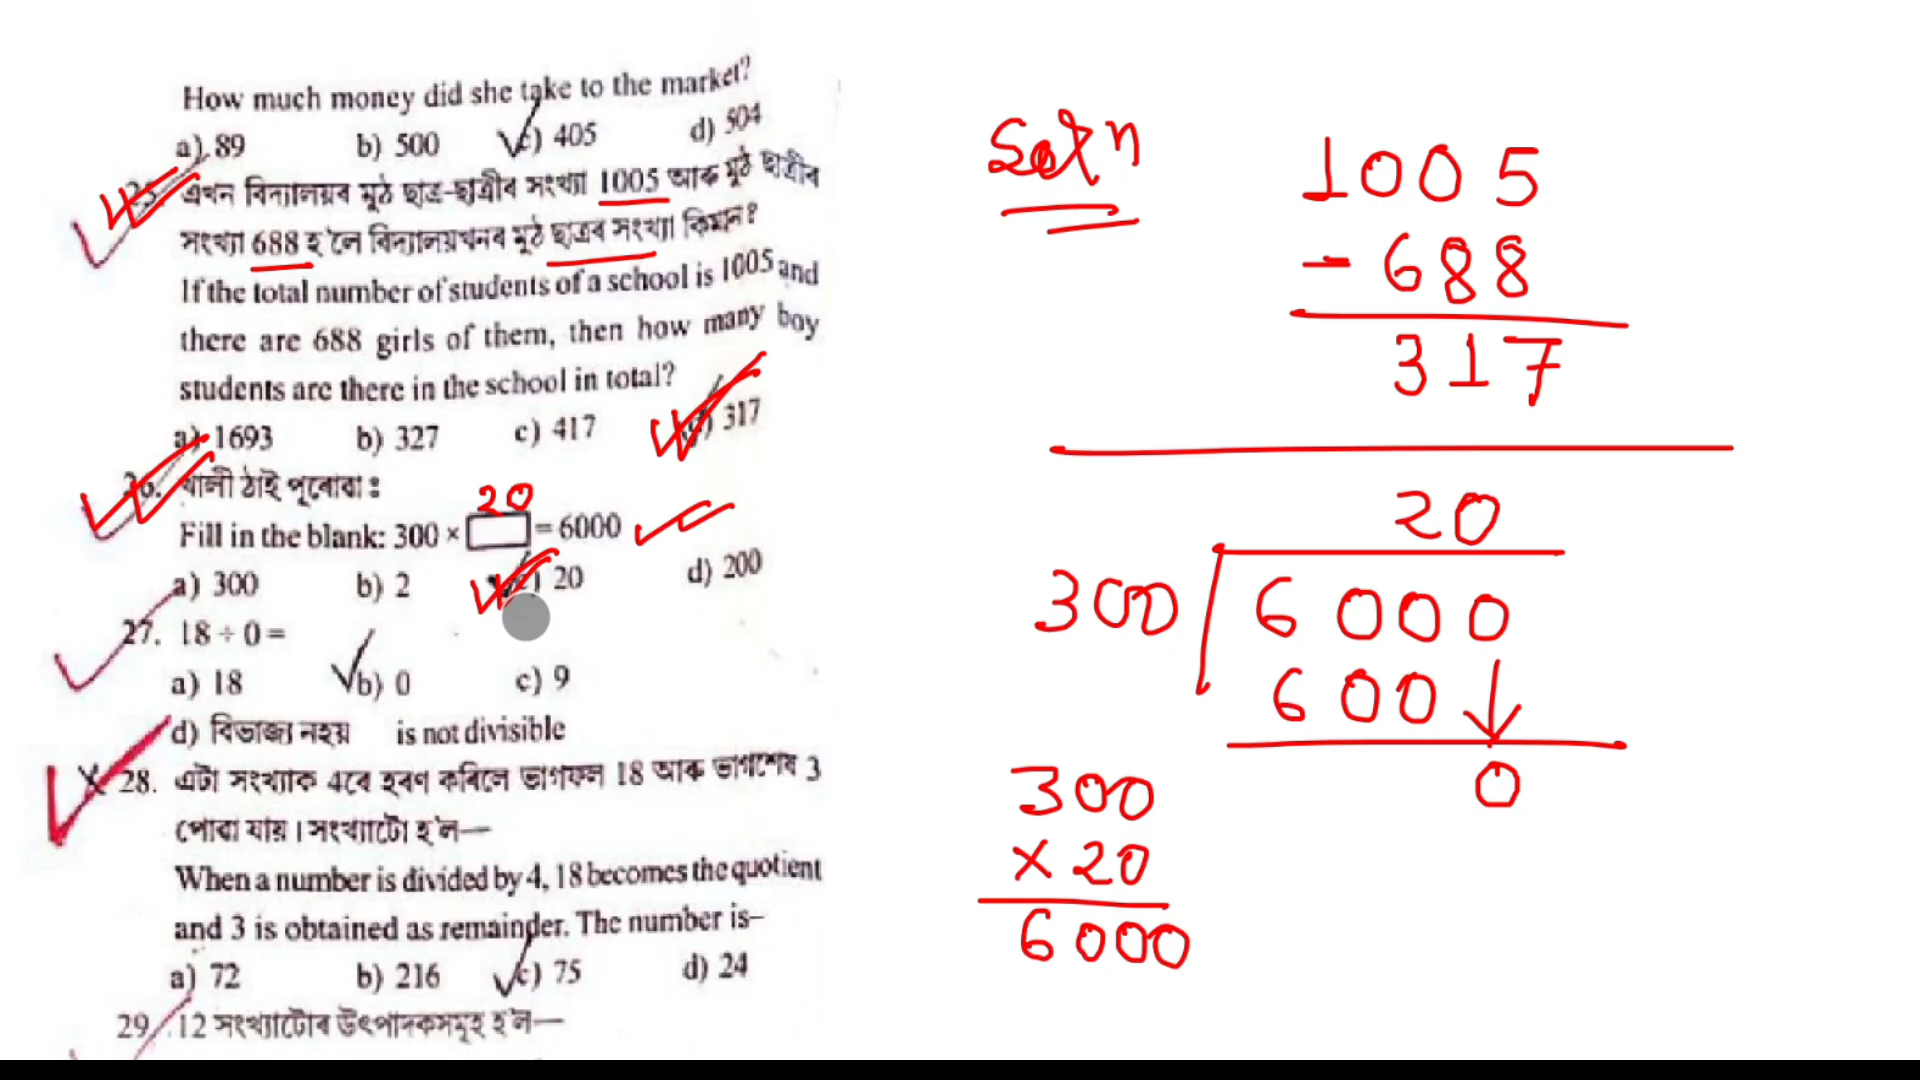 How much money did she take to the market?
a) 89 b) 500 c) 405 d) 504
25. এখন বিদ্যালয়ৰ মুঠ ছাত্ৰ-ছাত্ৰীৰ সংখ্যা 1005 আৰু মুঠ ছাত্ৰীৰ
সংখ্যা 688 হ'লে বিদ্যালয়খনৰ মুঠ ছাত্ৰৰ সংখ্যা কিমান?
If the total number of students of a school is 1005 and
there are 688 girls of them, then how many boy
students are there in the school in total?
a) 1693 b) 327 c) 417 d) 317
26. খালী ঠাই পূৰোৱা :
20
Fill in the blank: 300 × = 6000
a) 300 b) 2 c) 20 d) 200
27. 18 ÷ 0 =
a) 18 b) 0 c) 9
d) বিভাজ্য নহয় is not divisible
28. এটা সংখ্যাক 4ৰে হৰণ কৰিলে ভাগফল 18 আৰু ভাগশেষ 3
পোৱা যায়। সংখ্যাটো হ'ল—
When a number is divided by 4, 18 becomes the quotient
and 3 is obtained as remainder. The number is–
a) 72 b) 216 c) 75 d) 24
29. 12 সংখ্যাটোৰ উৎপাদকসমূহ হ'ল—
Solⁿ
1005
- 688
317
20
300 6000
600
0
300
× 20
6000